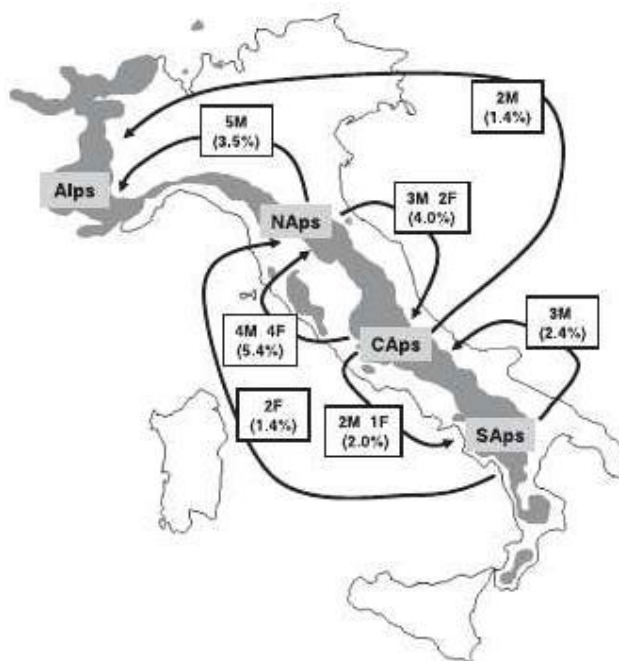 2M
(1.4%)
5M
(3.5%)
Alps
NAps
3M 2F
(4.0%)
4M 4F
(5.4%)
CAps
3M
(2.4%)
2F
(1.4%)
2M 1F
(2.0%)
SAps